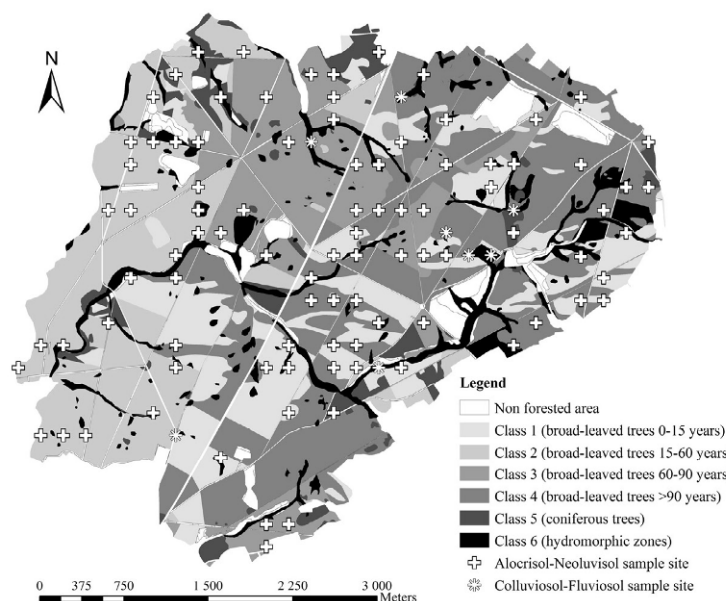 N
Legend
Non forested area
Class 1 (broad-leaved trees 0-15 years)
Class 2 (broad-leaved trees 15-60 years
Class 3 (broad-leaved trees 60-90 years
Class 4 (broad-leaved trees >90 years)
Class 5 (coniferous trees)
Class 6 (hydromorphic zones)
Alocrisol-Neoluvisol sample site
Colluviosol-Fluviosol sample site
0 375 750 1 500 2 250 3 000
Meters